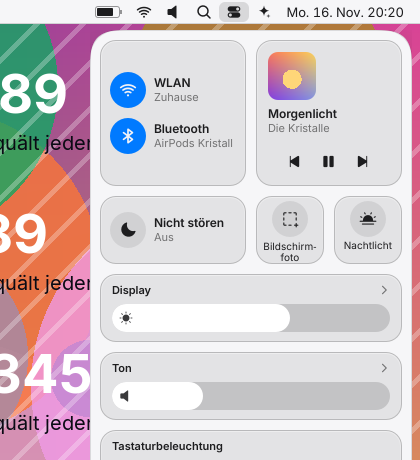 Mo. 16. Nov. 20:20
89
quält jeder
WLAN
Zuhause
Bluetooth
AirPods Kristall
Morgenlicht
Die Kristalle
39
quält jeder
Nicht stören
Aus
Bildschirm-
foto
Nachtlicht
Display
345
quält jeder
Ton
Tastaturbeleuchtung